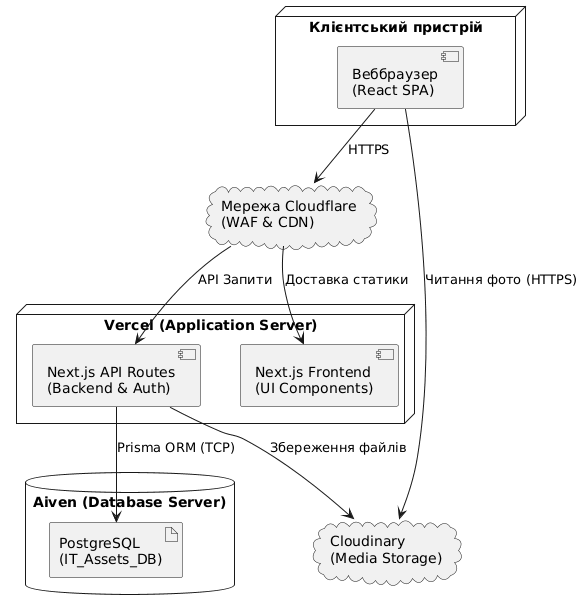 Клієнтський пристрій
Веббраузер
(React SPA)
HTTPS
Мережа Cloudflare
(WAF & CDN)
API Запити
Доставка статики
Читання фото (HTTPS)
Vercel (Application Server)
Next.js API Routes
(Backend & Auth)
Next.js Frontend
(UI Components)
Prisma ORM (TCP)
Збереження файлів
Aiven (Database Server)
PostgreSQL
(IT_Assets_DB)
Cloudinary
(Media Storage)